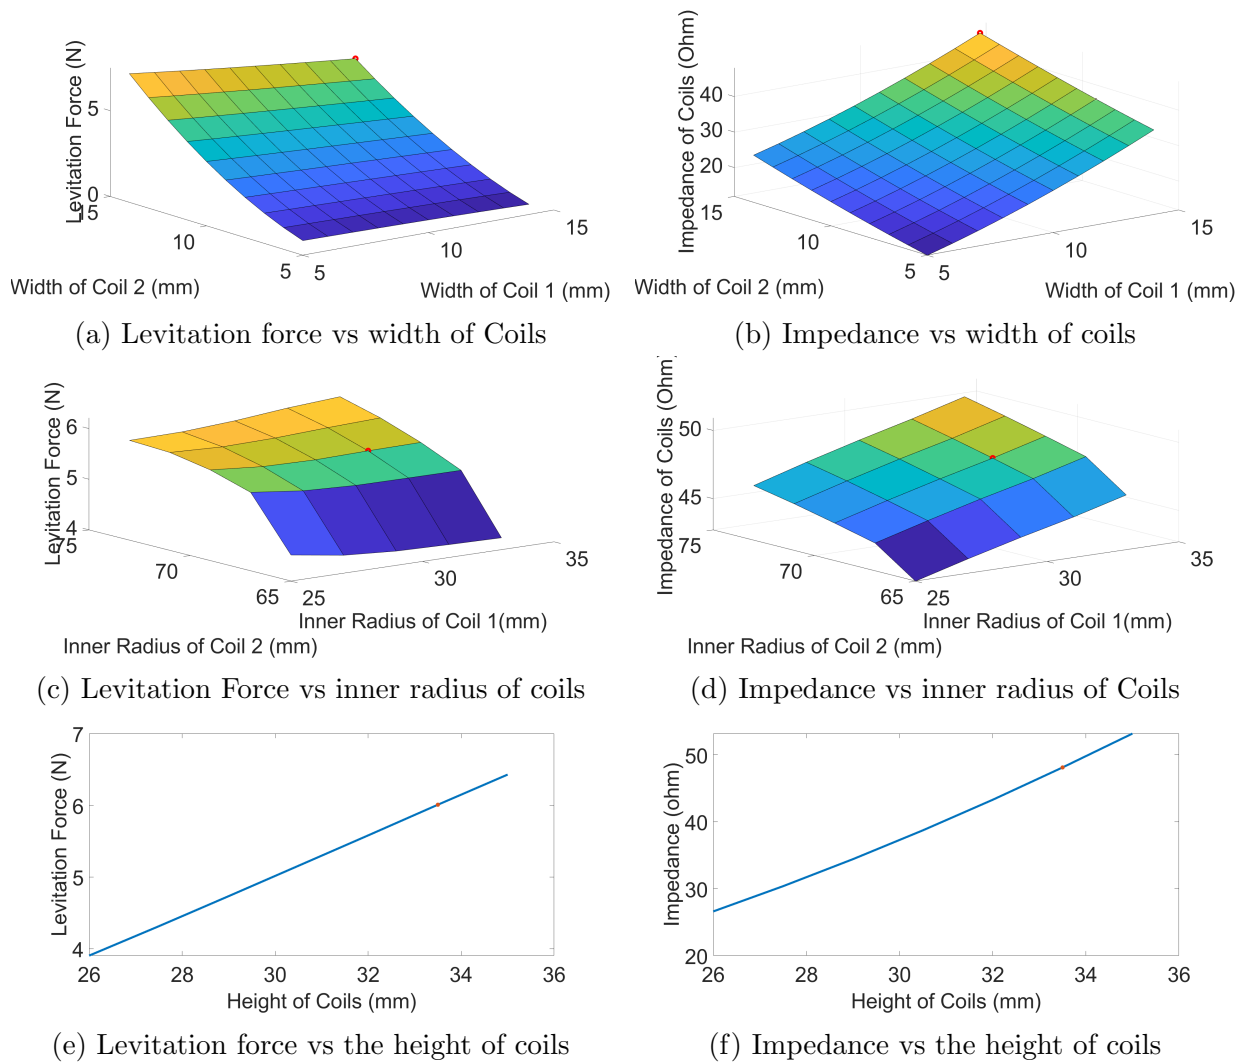 Levitation Force (N)
5
0
15
10
5
5
10
15
Width of Coil 2 (mm)
Width of Coil 1 (mm)
(a) Levitation force vs width of Coils
Impedance of Coils (Ohm)
40
30
20
15
10
5
5
10
15
Width of Coil 2 (mm)
Width of Coil 1 (mm)
(b) Impedance vs width of coils
Levitation Force (N)
6
5
4
75
70
65
25
30
35
Inner Radius of Coil 1(mm)
Inner Radius of Coil 2 (mm)
(c) Levitation Force vs inner radius of coils
Impedance of Coils (Ohm)
50
45
75
70
65
25
30
35
Inner Radius of Coil 1(mm)
Inner Radius of Coil 2 (mm)
(d) Impedance vs inner radius of Coils
Levitation Force (N)
7
6
5
4
26
28
30
32
34
36
Height of Coils (mm)
(e) Levitation force vs the height of coils
Impedance (ohm)
50
40
30
20
26
28
30
32
34
36
Height of Coils (mm)
(f) Impedance vs the height of coils